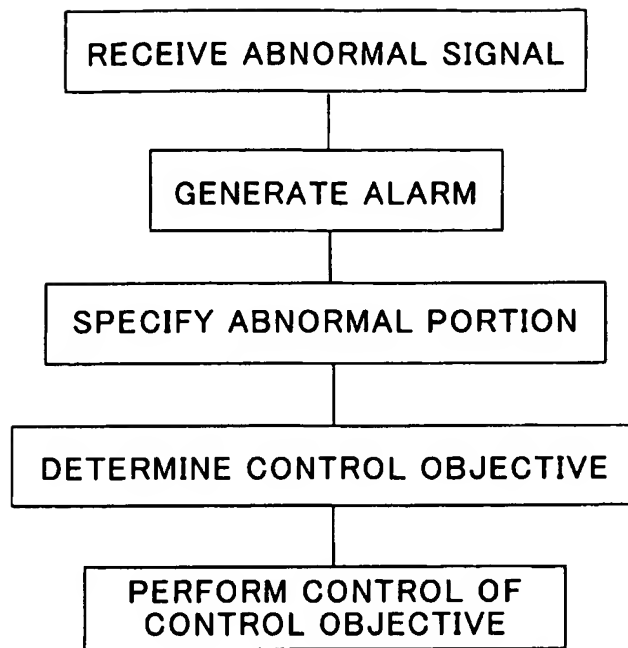 RECEIVE ABNORMAL SIGNAL
GENERATE ALARM
SPECIFY ABNORMAL PORTION
DETERMINE CONTROL OBJECTIVE
PERFORM CONTROL OF
CONTROL OBJECTIVE